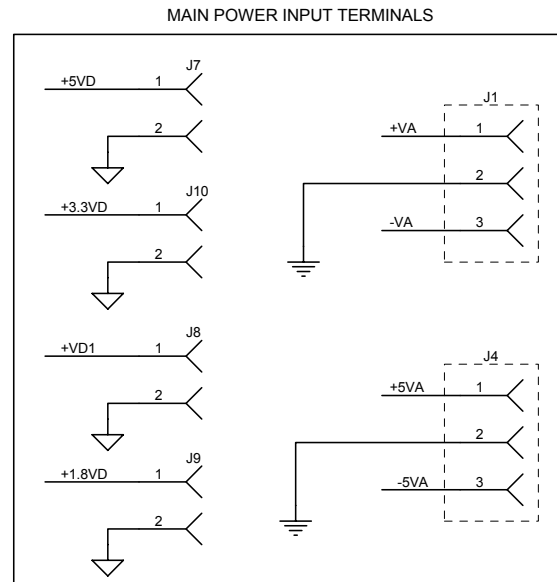 MAIN POWER INPUT TERMINALS
J7
+5VD 1
2
J10
+3.3VD 1
2
J8
+VD1 1
2
J9
+1.8VD 1
2
J1
+VA 1
2
-VA 3
J4
+5VA 1
2
-5VA 3